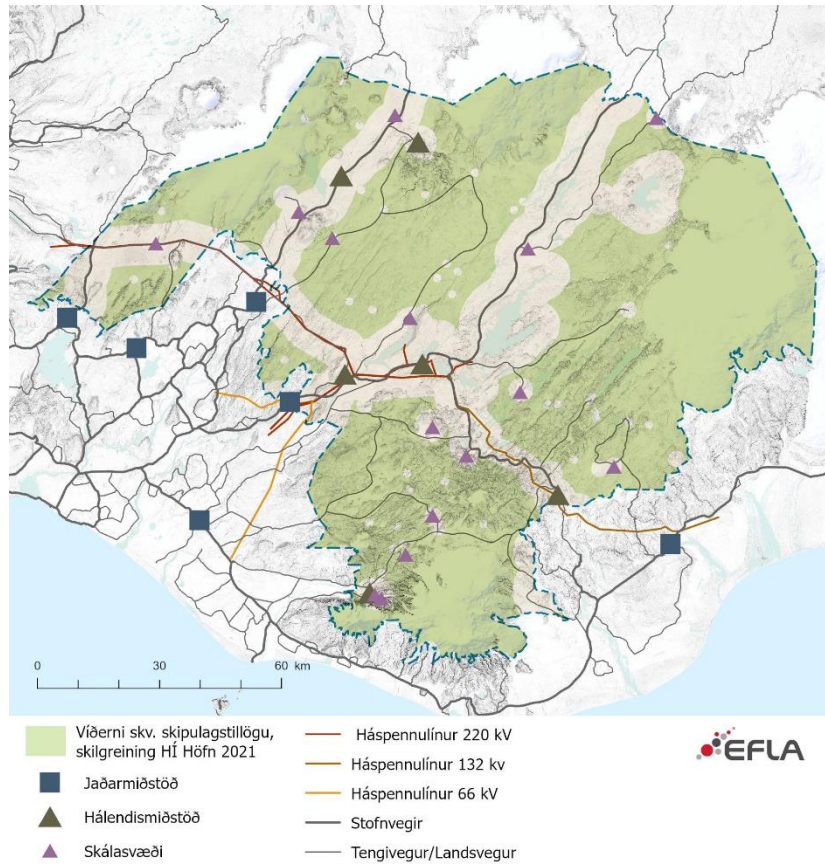 0 30 60 km
Víðerni skv. skipulagstillögu,
skilgreining HÍ Höfn 2021
Jaðarmiðstöð
Hálendismiðstöð
Skálasvæði
Háspennulínur 220 kV
Háspennulínur 132 kv
Háspennulínur 66 kV
Stofnvegir
Tengivegur/Landsvegur
EFLA